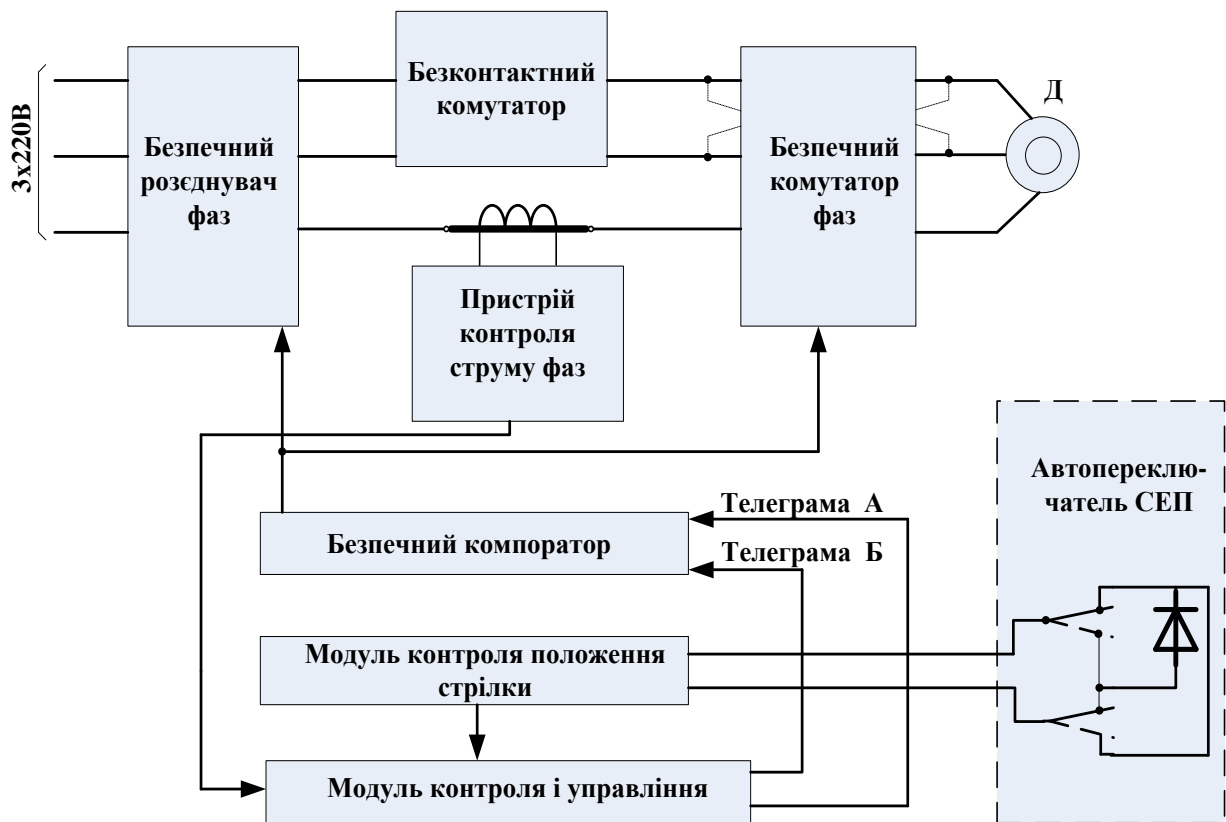 3х220В
Безпечний
розєднувач
фаз
Безконтактний
комутатор
Безпечний
комутатор
фаз
Д
Пристрій
контроля
струму фаз
Автопереклю-
чатель СЕП
Телеграма А
Безпечний компоратор
Телеграма Б
Модуль контроля положення
стрілки
Модуль контроля і управління